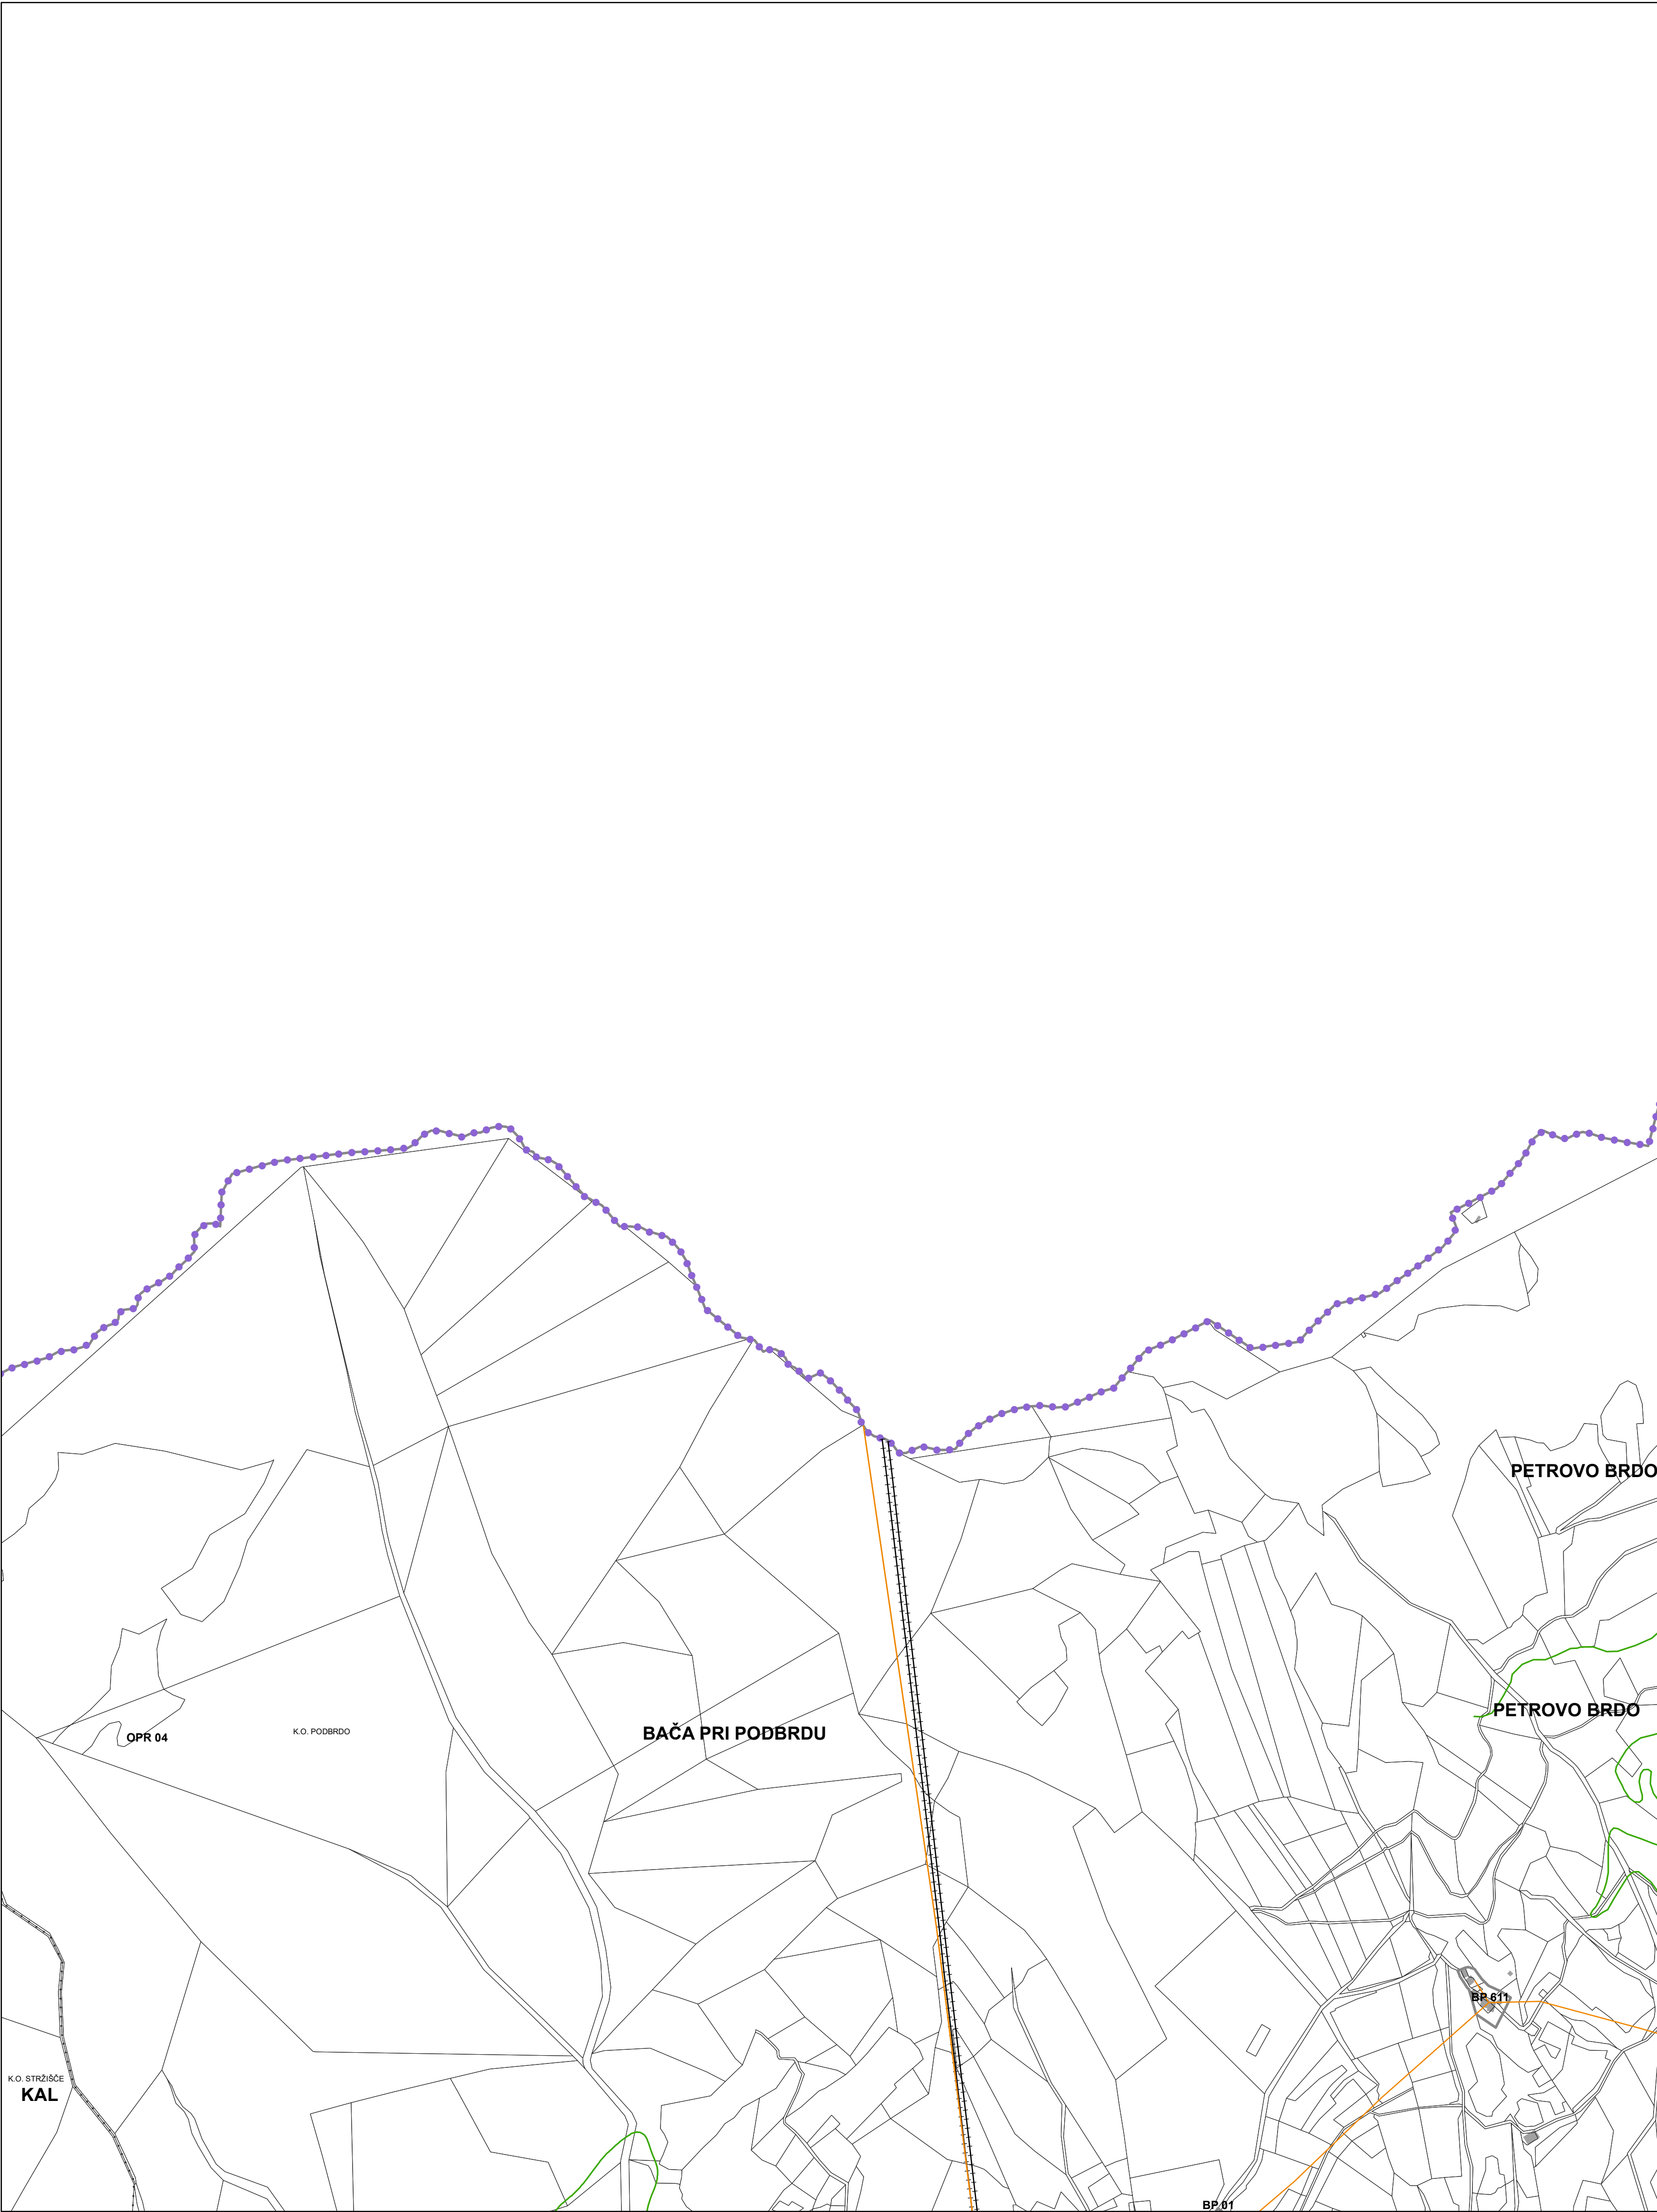 PETROVO BRDO
PETROVO BRDO
K.O. PODBRDO
BAČA PRI PODBRDU
OPR 04
BP 611
K.O. STRŽIŠČE
KAL
BP 01